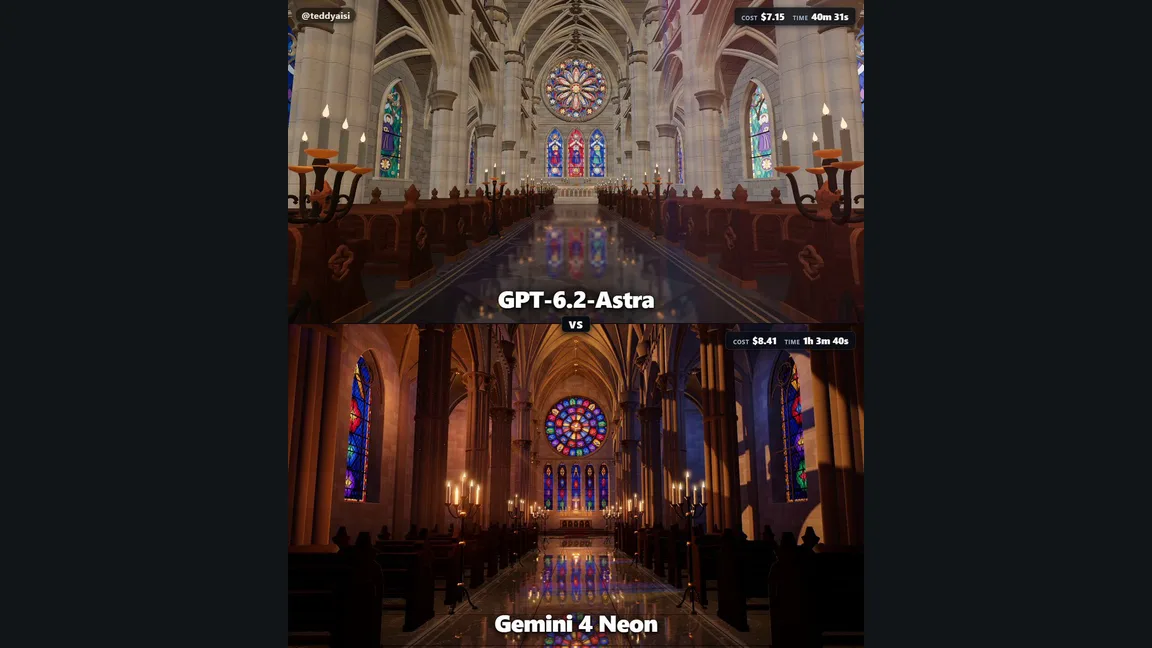 @teddyaisi
COST $7.15 TIME 40m 31s
GPT-6.2-Astra
VS
COST $8.41 TIME 1h 3m 40s
Gemini 4 Neon